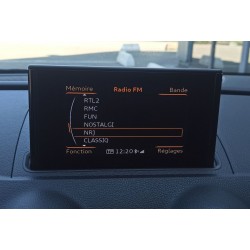 Mémoire Radio FM Bande
RTL2
RMC
FUN
NOSTALGI
NRJ
CLASSIQ
Fonction 12:20 Réglages